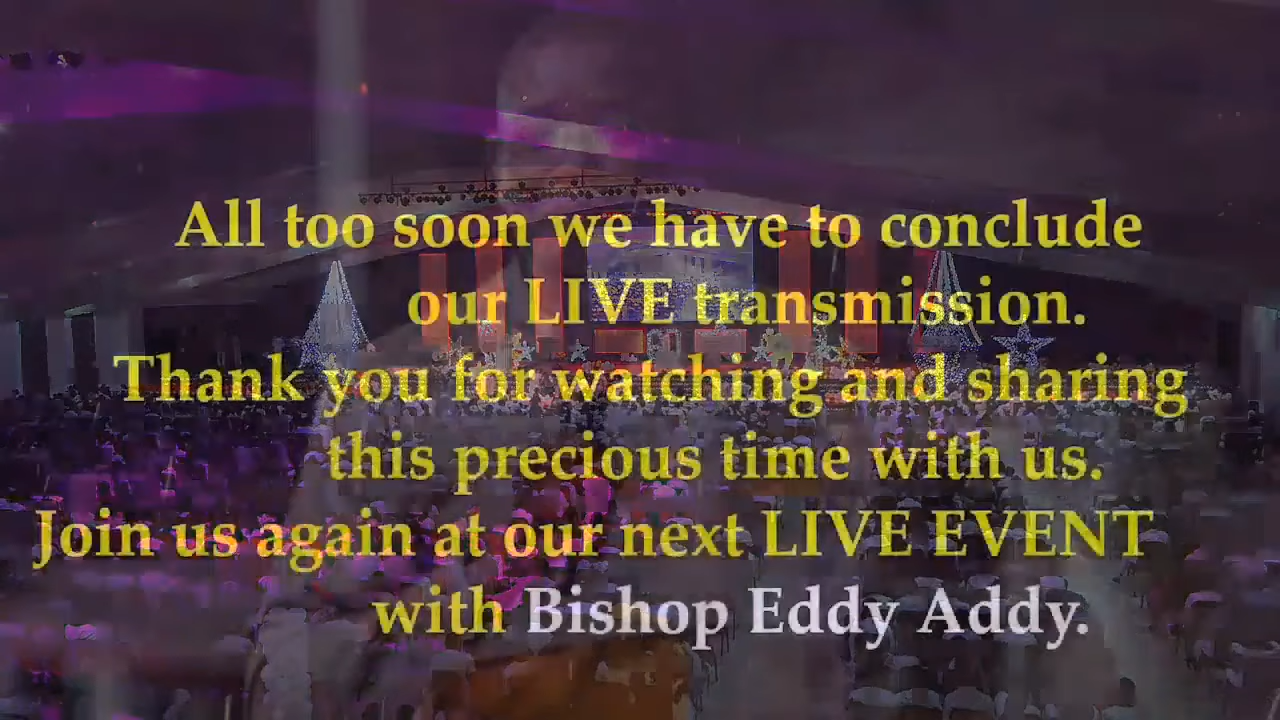 All too soon we have to conclude
our LIVE transmission.
Thank you for watching and sharing
this precious time with us.
Join us again at our next LIVE EVENT
with Bishop Eddy Addy.